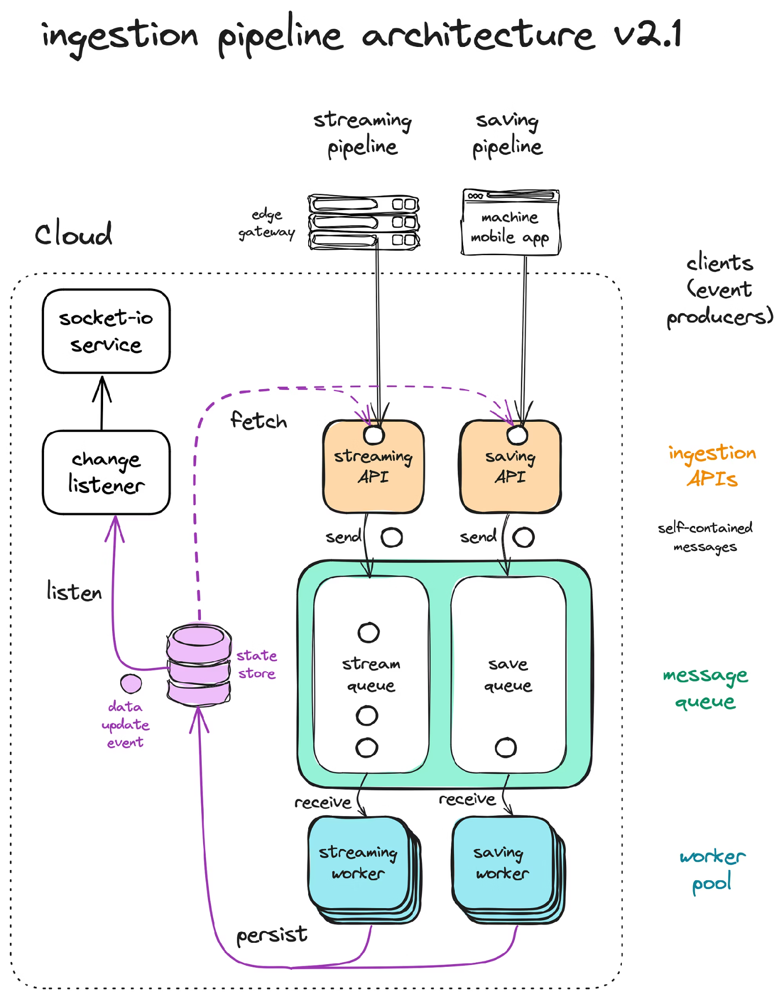 ingestion pipeline architecture v2.1
streaming
pipeline
saving
pipeline
edge
gateway
machine
mobile app
Cloud
clients
(event
producers)
socket-io
service
fetch
change
listener
streaming
API
saving
API
ingestion
APIs
send
send
self-contained
messages
listen
state
store
stream
queue
save
queue
message
queue
data
update
event
receive
receive
streaming
worker
saving
worker
worker
pool
persist